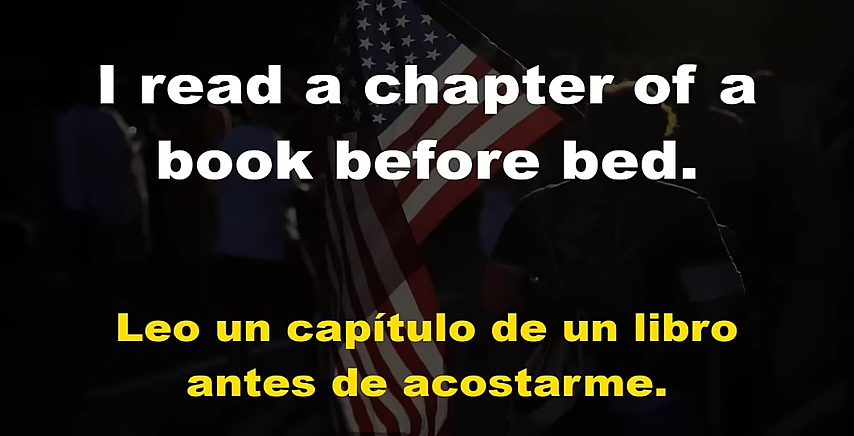 I read a chapter of a
book before bed.
Leo un capítulo de un libro
antes de acostarme.